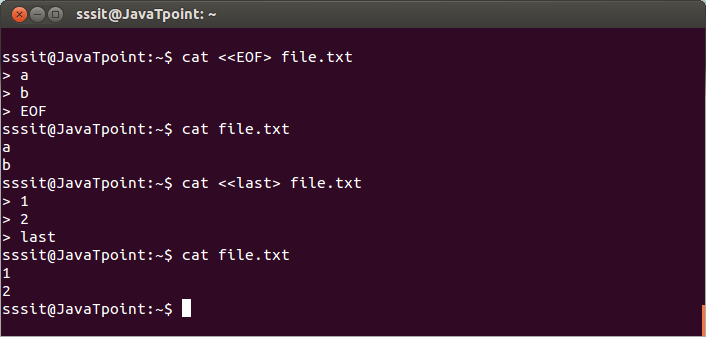 sssit@JavaTpoint: ~
sssit@JavaTpoint:~$ cat <<EOF> file.txt
> a
> b
> EOF
sssit@JavaTpoint:~$ cat file.txt
a
b
sssit@JavaTpoint:~$ cat <<last> file.txt
> 1
> 2
> last
sssit@JavaTpoint:~$ cat file.txt
1
2
sssit@JavaTpoint:~$